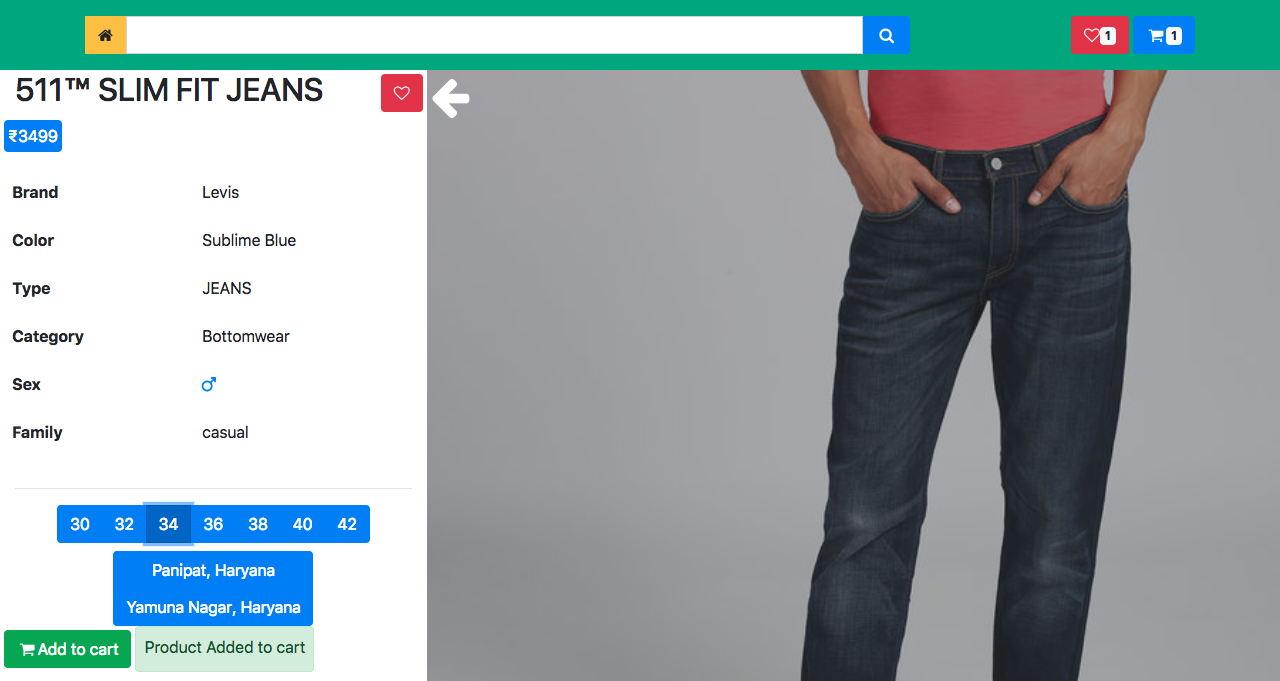 1
1
511™ SLIM FIT JEANS
₹3499
Brand Levis
Color Sublime Blue
Type JEANS
Category Bottomwear
Sex
Family casual
30 32 34 36 38 40 42
Panipat, Haryana
Yamuna Nagar, Haryana
Add to cart
Product Added to cart